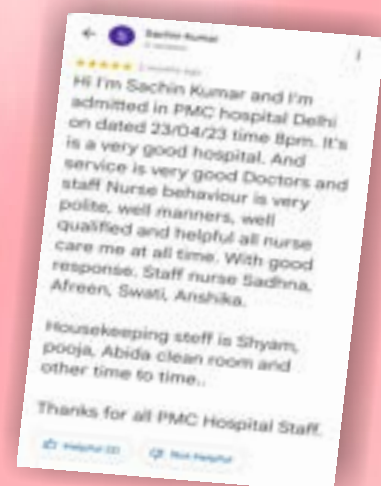 S
Sachin Kumar
2 months ago
Hi I'm Sachin Kumar and I'm
admitted in PMC hospital Delhi
on dated 23/04/23 time 8pm. It's
is a very good hospital. And
service is very good Doctors and
staff Nurse behaviour is very
polite, well manners, well
qualified and helpful all nurse
care me at all time. With good
response. Staff nurse Sadhna,
Afreen, Swati, Anshika.
Housekeeping steff is Shyam,
pooja, Abida clean room and
other time to time..
Thanks for all PMC Hospital Staff.
Helpful
Not Helpful